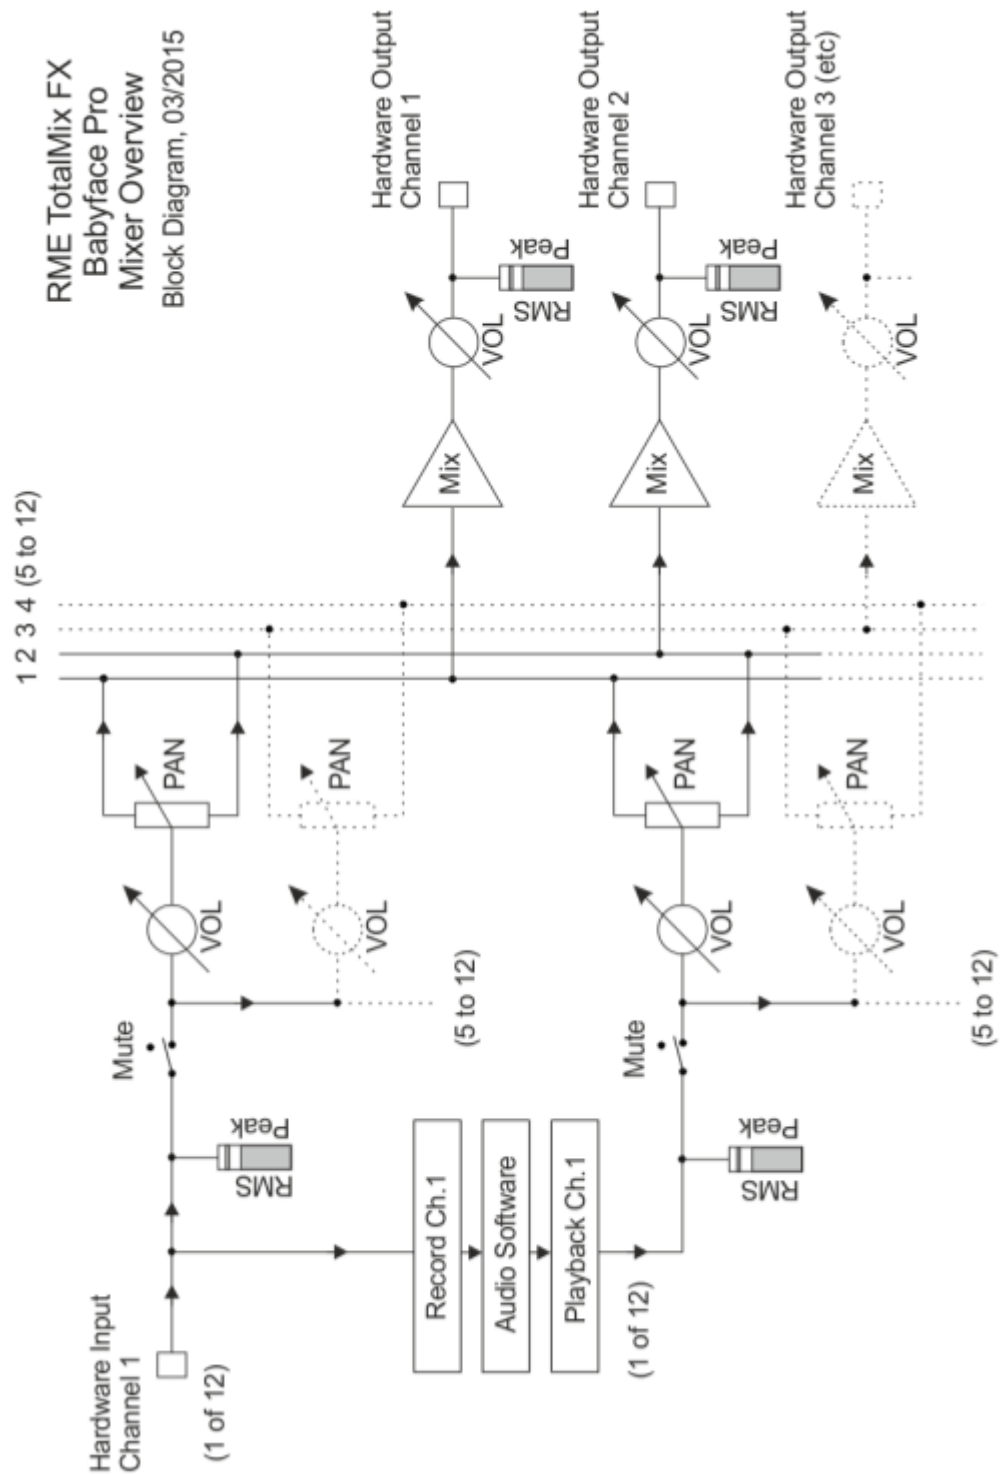 RME TotalMix FX
Babyface Pro
Mixer Overview
Block Diagram, 03/2015
Hardware Input
Channel 1
(1 of 12)
RMS
Peak
Mute
VOL
PAN
VOL
PAN
(5 to 12)
1 2 3 4 (5 to 12)
Mix
VOL
RMS
Peak
Hardware Output
Channel 1
Record Ch.1
Audio Software
Playback Ch.1
(1 of 12)
Mix
VOL
RMS
Peak
Hardware Output
Channel 2
RMS
Peak
Mute
VOL
PAN
VOL
PAN
(5 to 12)
Mix
VOL
Hardware Output
Channel 3 (etc)